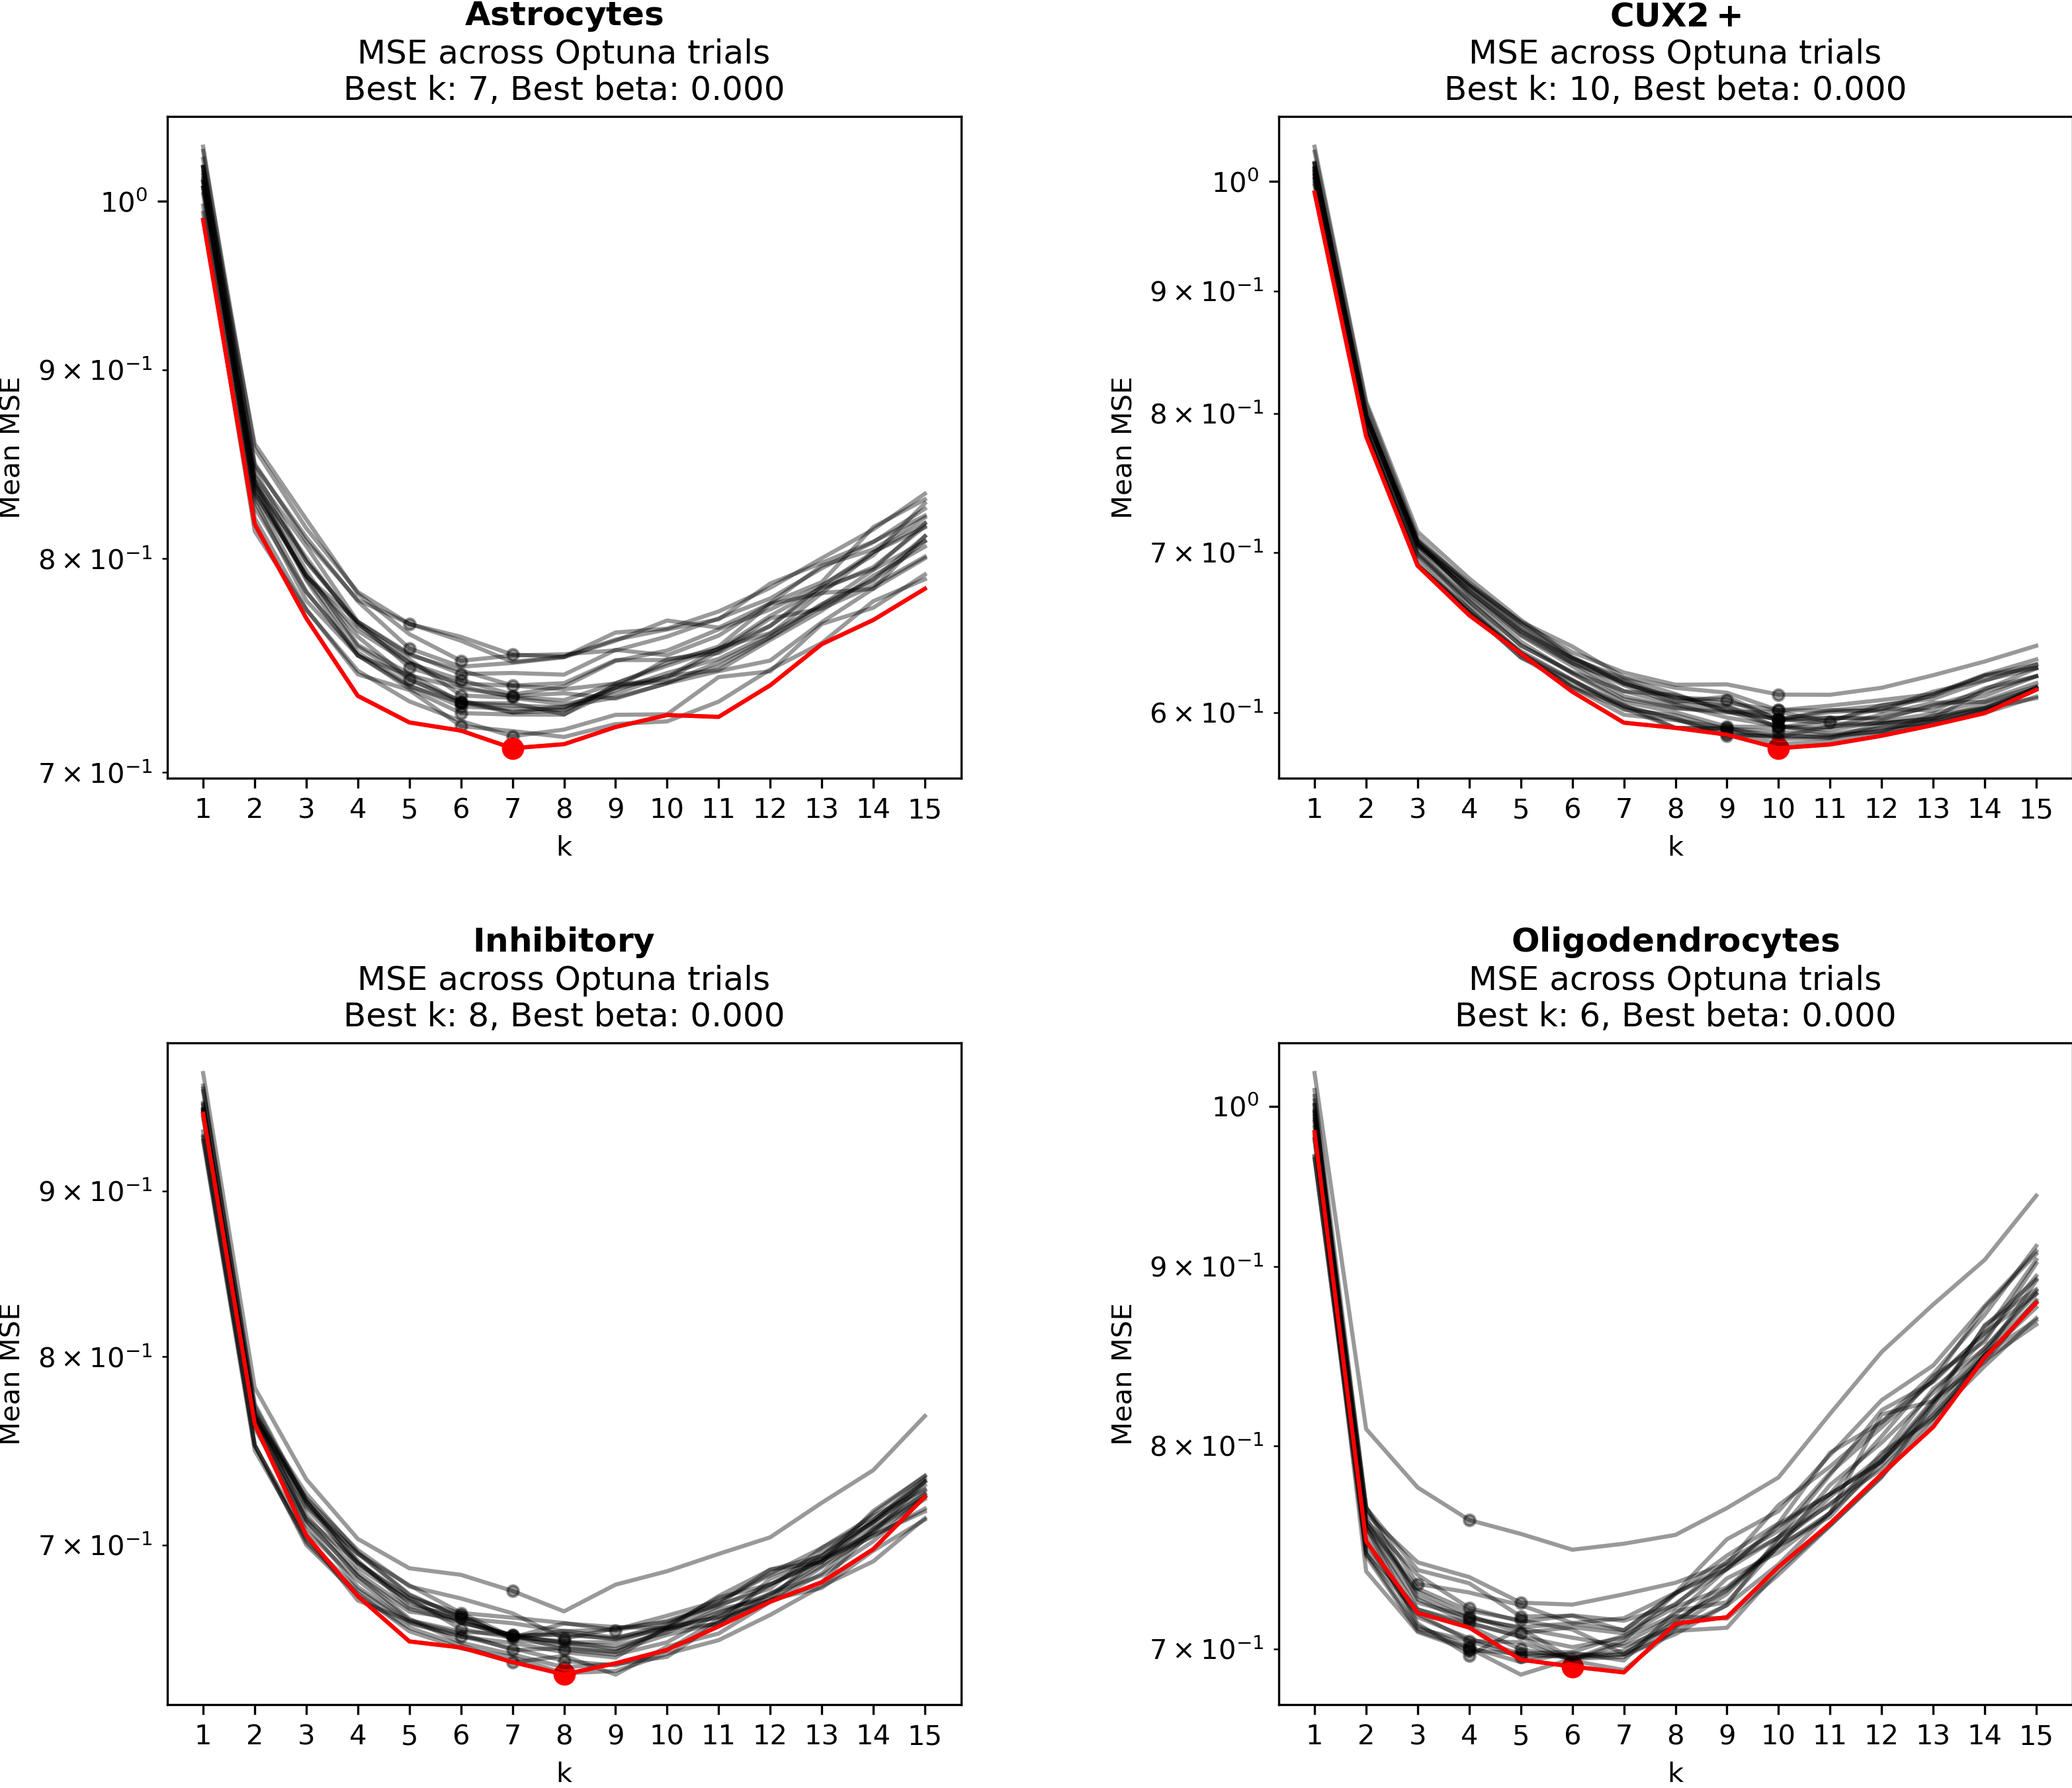 Astrocytes
MSE across Optuna trials
Best k: 7, Best beta: 0.000
10⁰
9 × 10⁻¹
8 × 10⁻¹
7 × 10⁻¹
Mean MSE
1 2 3 4 5 6 7 8 9 10 11 12 13 14 15
k
CUX2 +
MSE across Optuna trials
Best k: 10, Best beta: 0.000
10⁰
9 × 10⁻¹
8 × 10⁻¹
7 × 10⁻¹
6 × 10⁻¹
Mean MSE
1 2 3 4 5 6 7 8 9 10 11 12 13 14 15
k
Inhibitory
MSE across Optuna trials
Best k: 8, Best beta: 0.000
9 × 10⁻¹
8 × 10⁻¹
7 × 10⁻¹
Mean MSE
1 2 3 4 5 6 7 8 9 10 11 12 13 14 15
k
Oligodendrocytes
MSE across Optuna trials
Best k: 6, Best beta: 0.000
10⁰
9 × 10⁻¹
8 × 10⁻¹
7 × 10⁻¹
Mean MSE
1 2 3 4 5 6 7 8 9 10 11 12 13 14 15
k